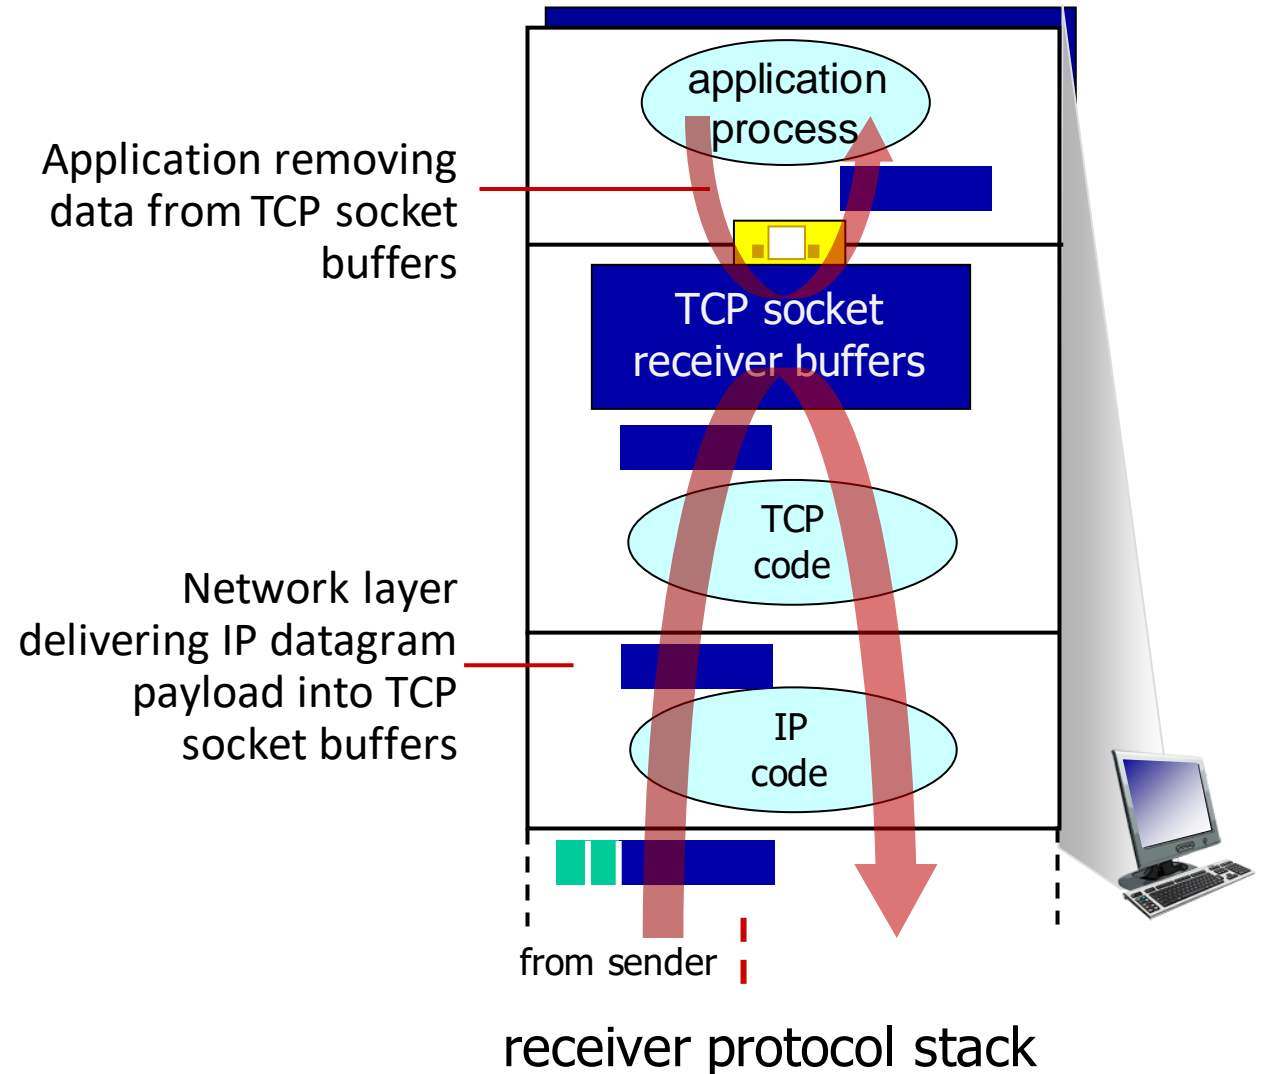 application
process
Application removing
data from TCP socket
buffers
TCP socket
receiver buffers
TCP
code
Network layer
delivering IP datagram
payload into TCP
socket buffers
IP
code
from sender
receiver protocol stack